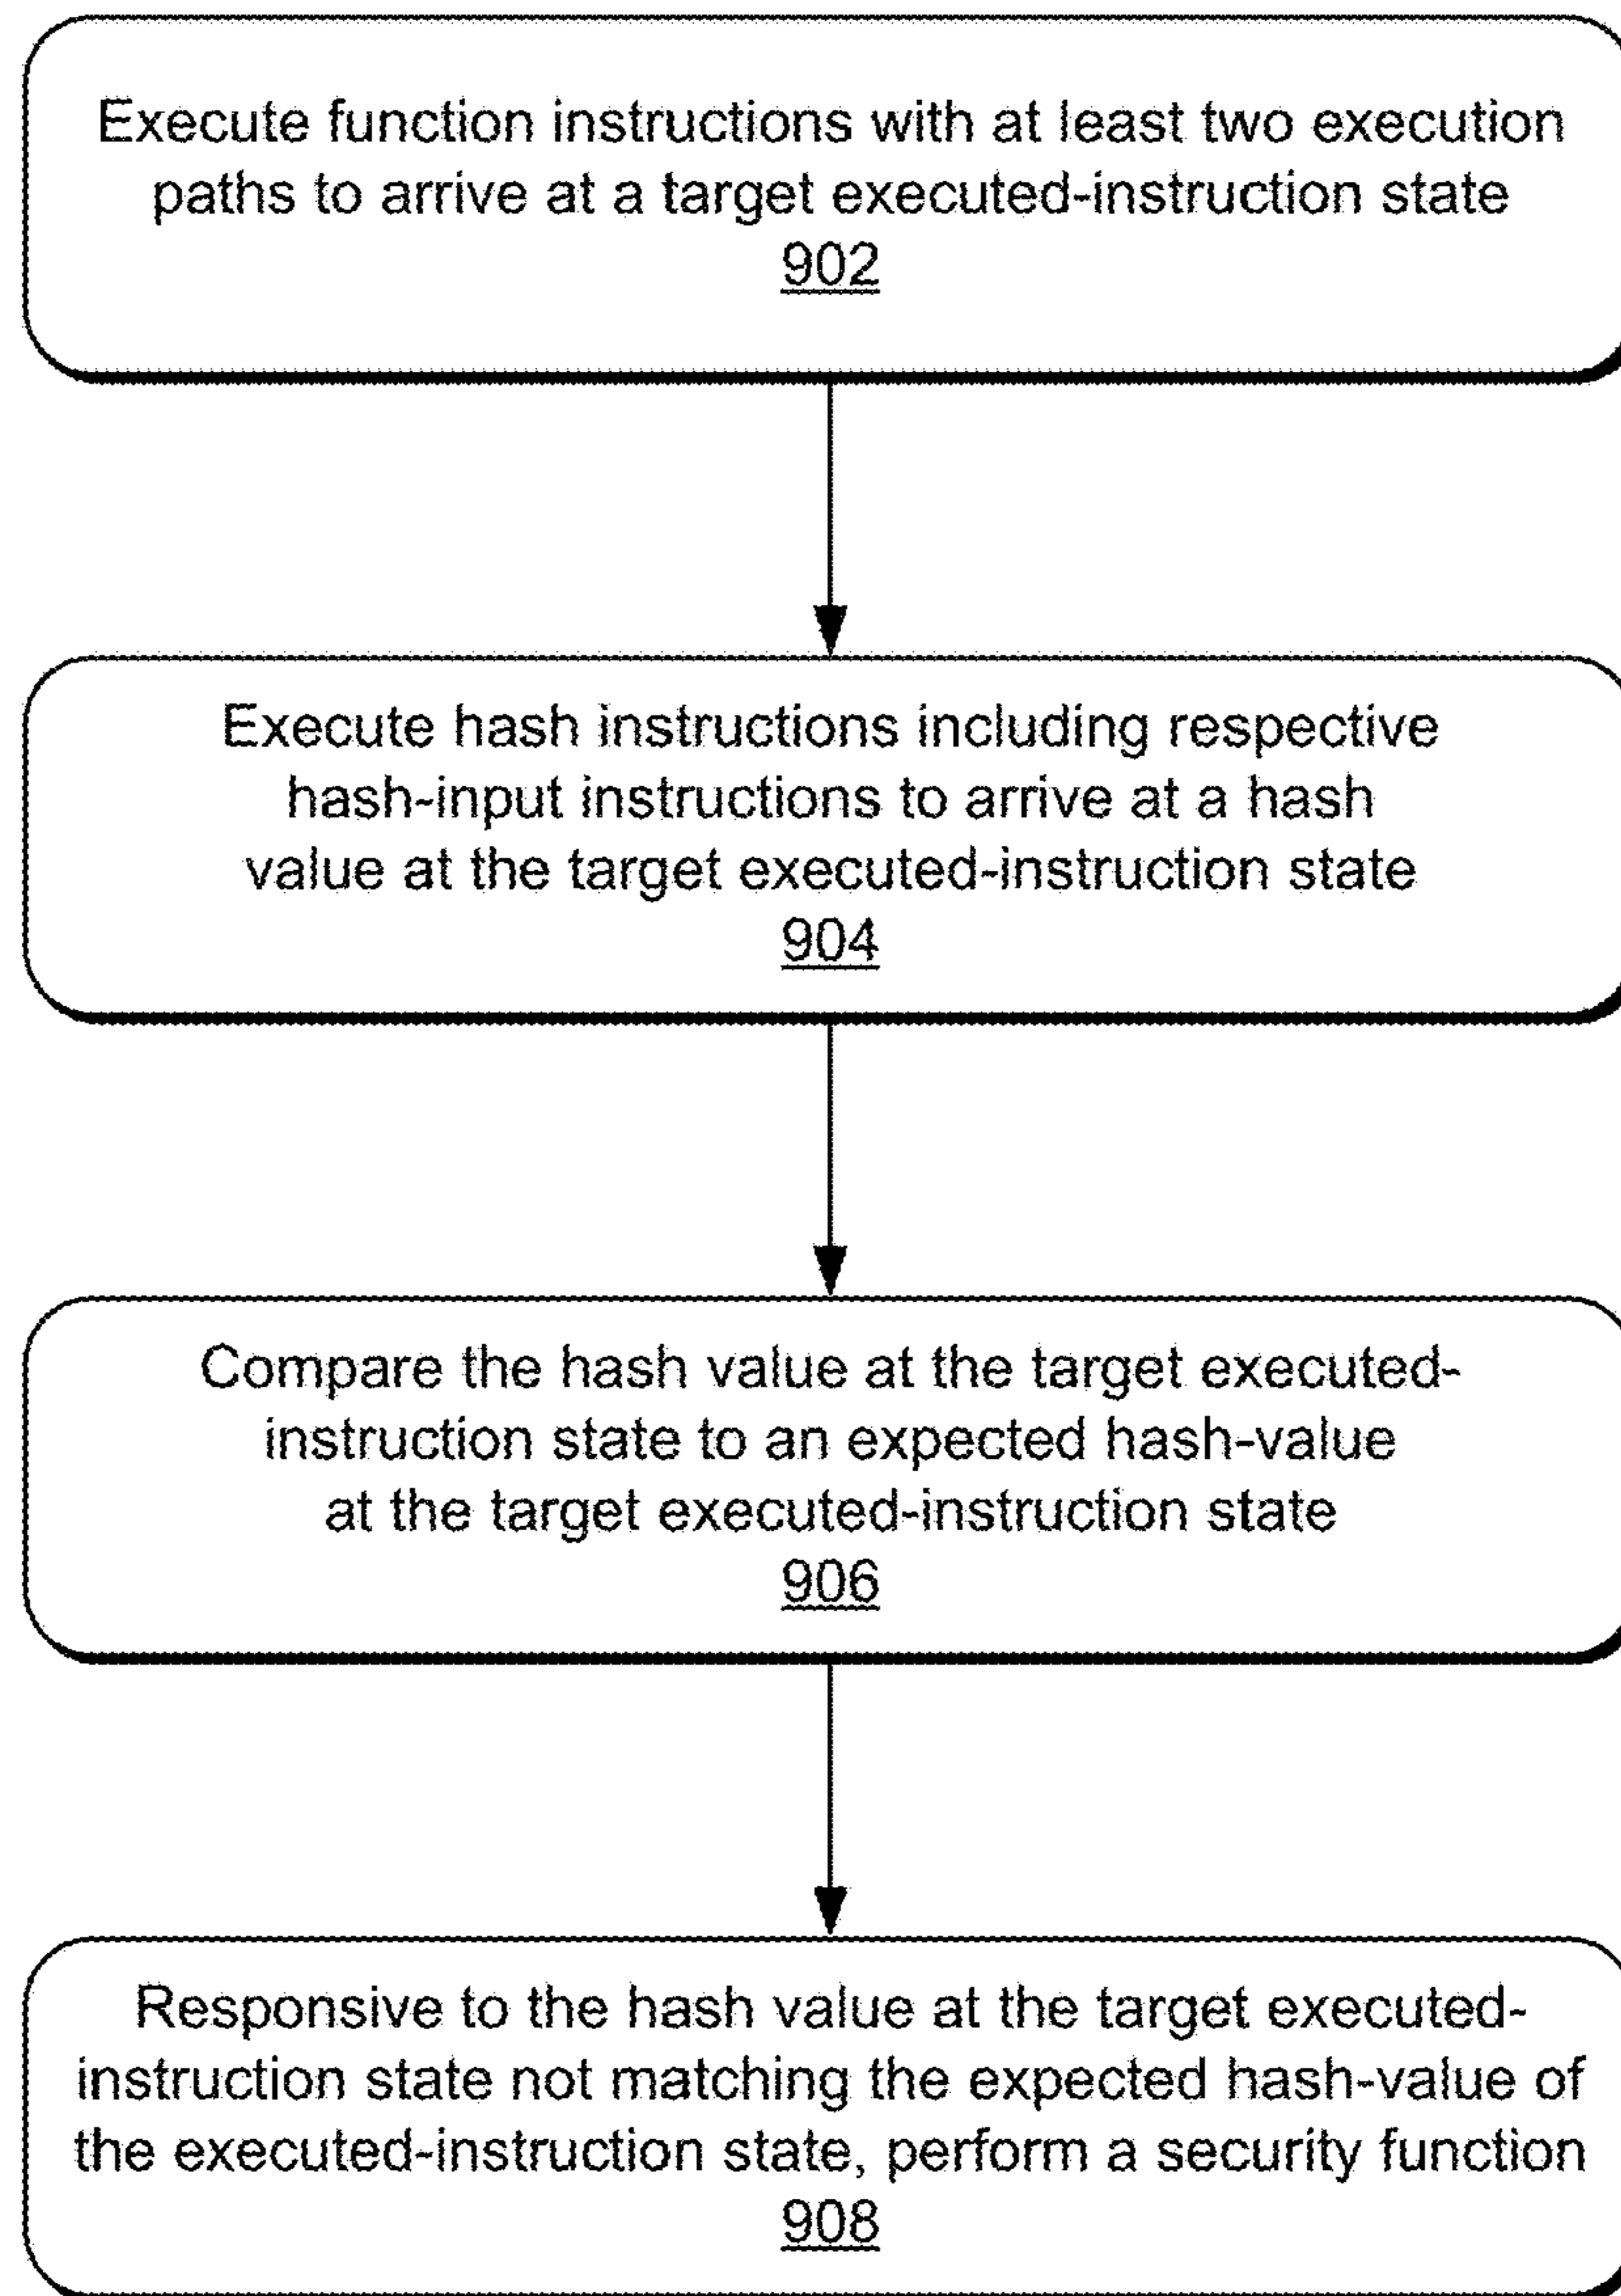 Execute function instructions with at least two execution
paths to arrive at a target executed-instruction state
902
Execute hash instructions including respective
hash-input instructions to arrive at a hash
value at the target executed-instruction state
904
Compare the hash value at the target executed-
instruction state to an expected hash-value
at the target executed-instruction state
906
Responsive to the hash value at the target executed-
instruction state not matching the expected hash-value of
the executed-instruction state, perform a security function
908